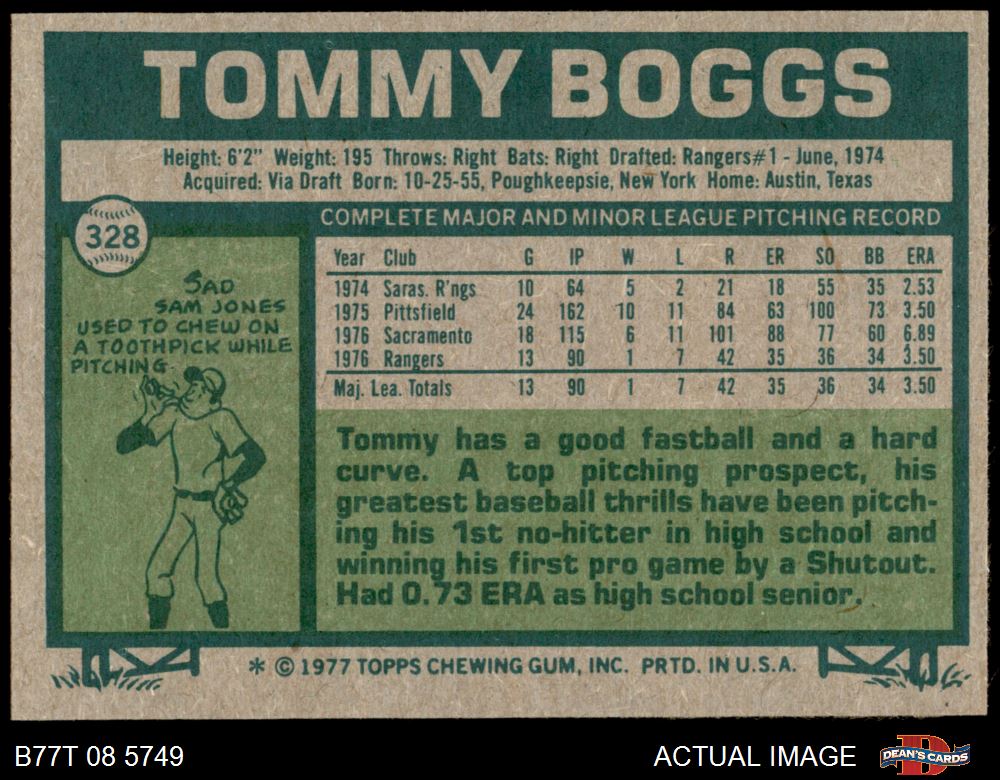 TOMMY BOGGS
Height: 6'2" Weight: 195 Throws: Right Bats: Right Drafted: Rangers#1 - June, 1974
Acquired: Via Draft Born: 10-25-55, Poughkeepsie, New York Home: Austin, Texas
328
SAD
SAM JONES
USED TO CHEW ON
A TOOTHPICK WHILE
PITCHING
COMPLETE MAJOR AND MINOR LEAGUE PITCHING RECORD
Year Club G IP W L R ER SO BB ERA
1974 Saras. R'ngs 10 64 5 2 21 18 55 35 2.53
1975 Pittsfield 24 162 10 11 84 63 100 73 3.50
1976 Sacramento 18 115 6 11 101 88 77 60 6.89
1976 Rangers 13 90 1 7 42 35 36 34 3.50
Maj. Lea. Totals 13 90 1 7 42 35 36 34 3.50
Tommy has a good fastball and a hard
curve. A top pitching prospect, his
greatest baseball thrills have been pitch-
ing his 1st no-hitter in high school and
winning his first pro game by a Shutout.
Had 0.73 ERA as high school senior.
* © 1977 TOPPS CHEWING GUM, INC. PRTD. IN U.S.A.
B77T 08 5749
ACTUAL IMAGE
DEAN'S CARDS